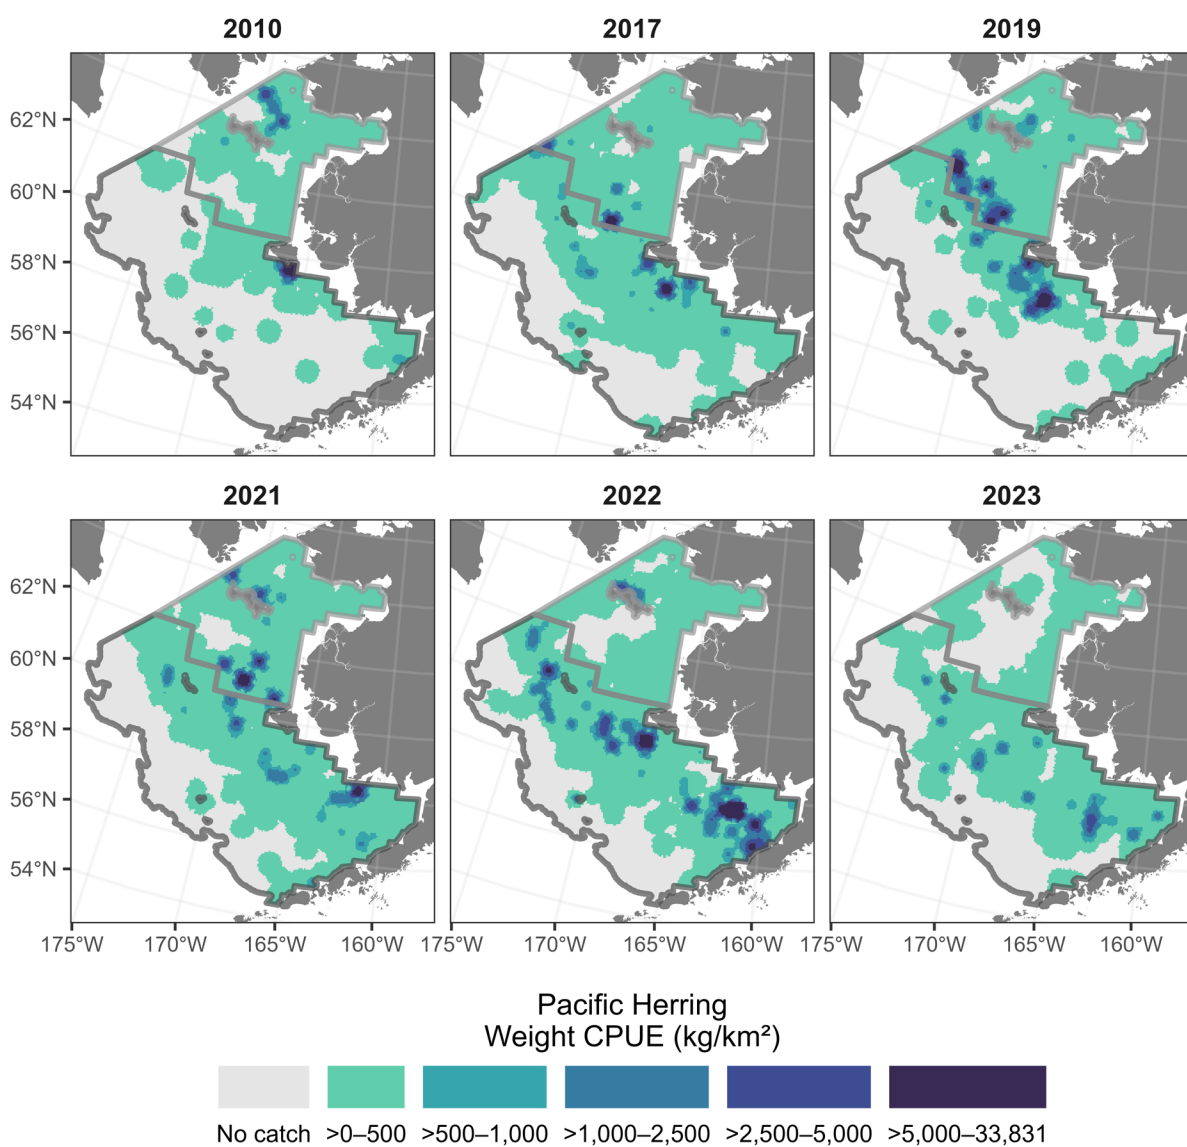 2010 2017 2019
62°N
60°N
58°N
56°N
54°N
2021 2022 2023
62°N
60°N
58°N
56°N
54°N
175°W 170°W 165°W 160°W 175°W 170°W 165°W 160°W 175°W 170°W 165°W 160°W
Pacific Herring
Weight CPUE (kg/km²)
No catch >0–500 >500–1,000 >1,000–2,500 >2,500–5,000 >5,000–33,831